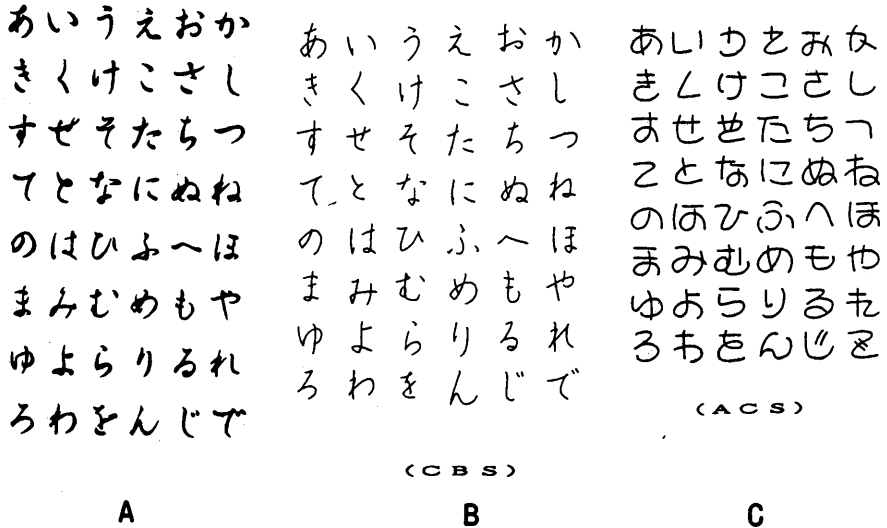 あいうえおか
きくけこさし
すせそたちつ
てとなにぬね
のはひふへほ
まみむめもや
ゆよらりるれ
ろわをんじで
A
あいうえおか
きくけこさし
すせそたちつ
てとなにぬね
のはひふへほ
まみむめもや
ゆよらりるれ
ろわをんじで
(CBS)
B
あいうえおか
きくけこさし
すせそたちつ
てとなにぬね
のはひふへほ
まみむめもや
ゆよらりるれ
ろわをんじで
(ACS)
C